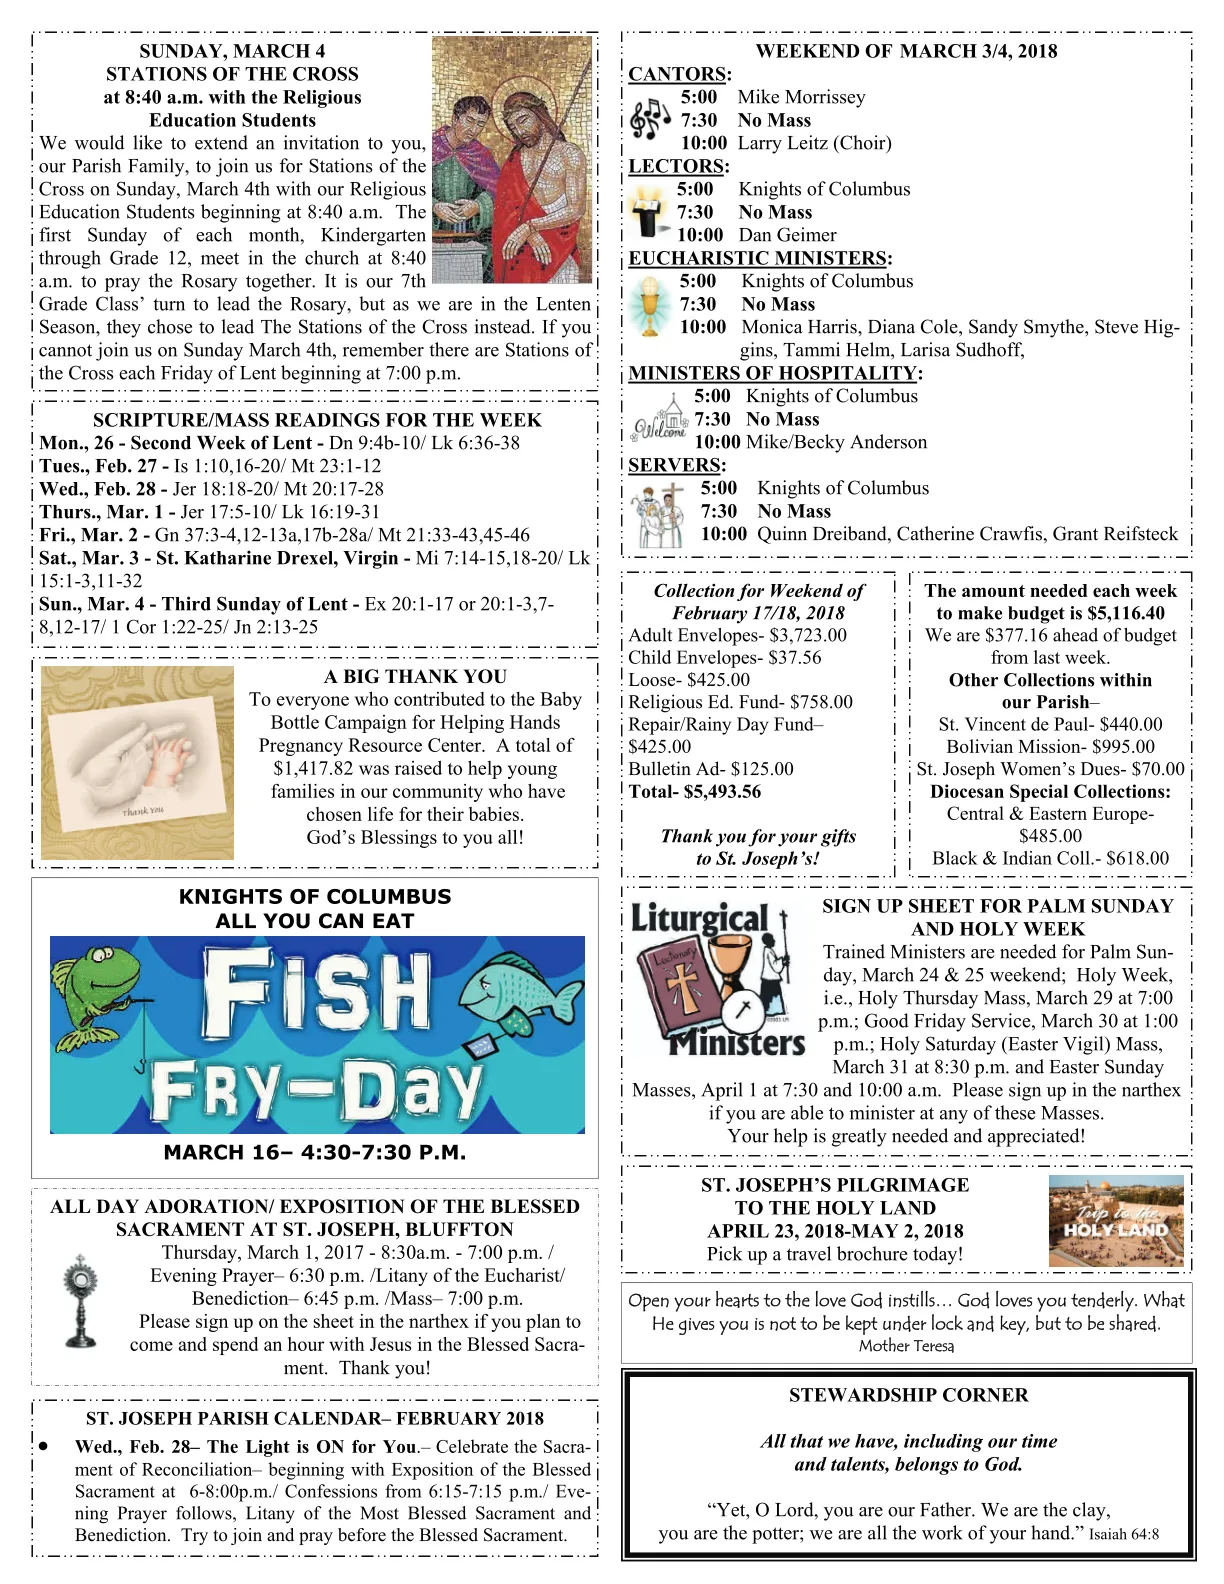 SUNDAY, MARCH 4
STATIONS OF THE CROSS
at 8:40 a.m. with the Religious
Education Students
We would like to extend an invitation to you,
our Parish Family, to join us for Stations of the
Cross on Sunday, March 4th with our Religious
Education Students beginning at 8:40 a.m. The
first Sunday of each month, Kindergarten
through Grade 12, meet in the church at 8:40
a.m. to pray the Rosary together. It is our 7th
Grade Class' turn to lead the Rosary, but as we are in the Lenten
Season, they chose to lead The Stations of the Cross instead. If you
cannot join us on Sunday March 4th, remember there are Stations of
the Cross each Friday of Lent beginning at 7:00 p.m.
SCRIPTURE/MASS READINGS FOR THE WEEK
Mon., 26 - Second Week of Lent - Dn 9:4b-10/ Lk 6:36-38
Tues., Feb. 27 - Is 1:10,16-20/ Mt 23:1-12
Wed., Feb. 28 - Jer 18:18-20/ Mt 20:17-28
Thurs., Mar. 1 - Jer 17:5-10/ Lk 16:19-31
Fri., Mar. 2 - Gn 37:3-4,12-13a,17b-28a/ Mt 21:33-43,45-46
Sat., Mar. 3 - St. Katharine Drexel, Virgin - Mi 7:14-15,18-20/ Lk
15:1-3,11-32
Sun., Mar. 4 - Third Sunday of Lent - Ex 20:1-17 or 20:1-3,7-
8,12-17/ 1 Cor 1:22-25/ Jn 2:13-25
Thank You
A BIG THANK YOU
To everyone who contributed to the Baby
Bottle Campaign for Helping Hands
Pregnancy Resource Center. A total of
$1,417.82 was raised to help young
families in our community who have
chosen life for their babies.
God's Blessings to you all!
KNIGHTS OF COLUMBUS
ALL YOU CAN EAT
FISH
FRY-DAY
MARCH 16– 4:30-7:30 P.M.
ALL DAY ADORATION/ EXPOSITION OF THE BLESSED
SACRAMENT AT ST. JOSEPH, BLUFFTON
Thursday, March 1, 2017 - 8:30a.m. - 7:00 p.m. /
Evening Prayer– 6:30 p.m. /Litany of the Eucharist/
Benediction– 6:45 p.m. /Mass– 7:00 p.m.
Please sign up on the sheet in the narthex if you plan to
come and spend an hour with Jesus in the Blessed Sacra-
ment. Thank you!
ST. JOSEPH PARISH CALENDAR– FEBRUARY 2018
• Wed., Feb. 28– The Light is ON for You.– Celebrate the Sacra-
ment of Reconciliation– beginning with Exposition of the Blessed
Sacrament at 6-8:00p.m./ Confessions from 6:15-7:15 p.m./ Eve-
ning Prayer follows, Litany of the Most Blessed Sacrament and
Benediction. Try to join and pray before the Blessed Sacrament.
WEEKEND OF MARCH 3/4, 2018
CANTORS:
5:00 Mike Morrissey
7:30 No Mass
10:00 Larry Leitz (Choir)
LECTORS:
5:00 Knights of Columbus
7:30 No Mass
10:00 Dan Geimer
EUCHARISTIC MINISTERS:
5:00 Knights of Columbus
7:30 No Mass
10:00 Monica Harris, Diana Cole, Sandy Smythe, Steve Hig-
gins, Tammi Helm, Larisa Sudhoff,
MINISTERS OF HOSPITALITY:
Welcome
5:00 Knights of Columbus
7:30 No Mass
10:00 Mike/Becky Anderson
SERVERS:
5:00 Knights of Columbus
7:30 No Mass
10:00 Quinn Dreiband, Catherine Crawfis, Grant Reifsteck
Collection for Weekend of
February 17/18, 2018
Adult Envelopes- $3,723.00
Child Envelopes- $37.56
Loose- $425.00
Religious Ed. Fund- $758.00
Repair/Rainy Day Fund–
$425.00
Bulletin Ad- $125.00
Total- $5,493.56
Thank you for your gifts
to St. Joseph's!
The amount needed each week
to make budget is $5,116.40
We are $377.16 ahead of budget
from last week.
Other Collections within
our Parish–
St. Vincent de Paul- $440.00
Bolivian Mission- $995.00
St. Joseph Women's Dues- $70.00
Diocesan Special Collections:
Central & Eastern Europe-
$485.00
Black & Indian Coll.- $618.00
Liturgical
Lectionary
Ministers
SIGN UP SHEET FOR PALM SUNDAY
AND HOLY WEEK
Trained Ministers are needed for Palm Sun-
day, March 24 & 25 weekend; Holy Week,
i.e., Holy Thursday Mass, March 29 at 7:00
p.m.; Good Friday Service, March 30 at 1:00
p.m.; Holy Saturday (Easter Vigil) Mass,
March 31 at 8:30 p.m. and Easter Sunday
Masses, April 1 at 7:30 and 10:00 a.m. Please sign up in the narthex
if you are able to minister at any of these Masses.
Your help is greatly needed and appreciated!
ST. JOSEPH'S PILGRIMAGE
TO THE HOLY LAND
APRIL 23, 2018-MAY 2, 2018
Pick up a travel brochure today!
Trip to the
HOLY LAND
Open your hearts to the love God instills… God loves you tenderly. What
He gives you is not to be kept under lock and key, but to be shared.
Mother Teresa
STEWARDSHIP CORNER
All that we have, including our time
and talents, belongs to God.
“Yet, O Lord, you are our Father. We are the clay,
you are the potter; we are all the work of your hand.” Isaiah 64:8